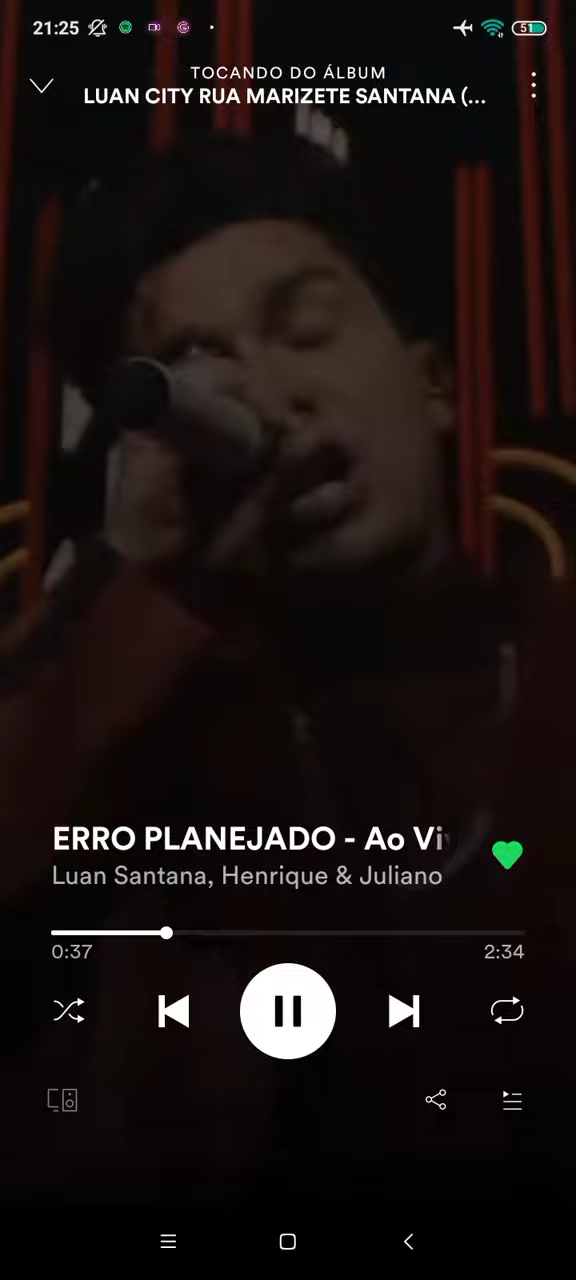 21:25
51
TOCANDO DO ÁLBUM
LUAN CITY RUA MARIZETE SANTANA (...
ERRO PLANEJADO - Ao Viv
Luan Santana, Henrique & Juliano
0:37
2:34